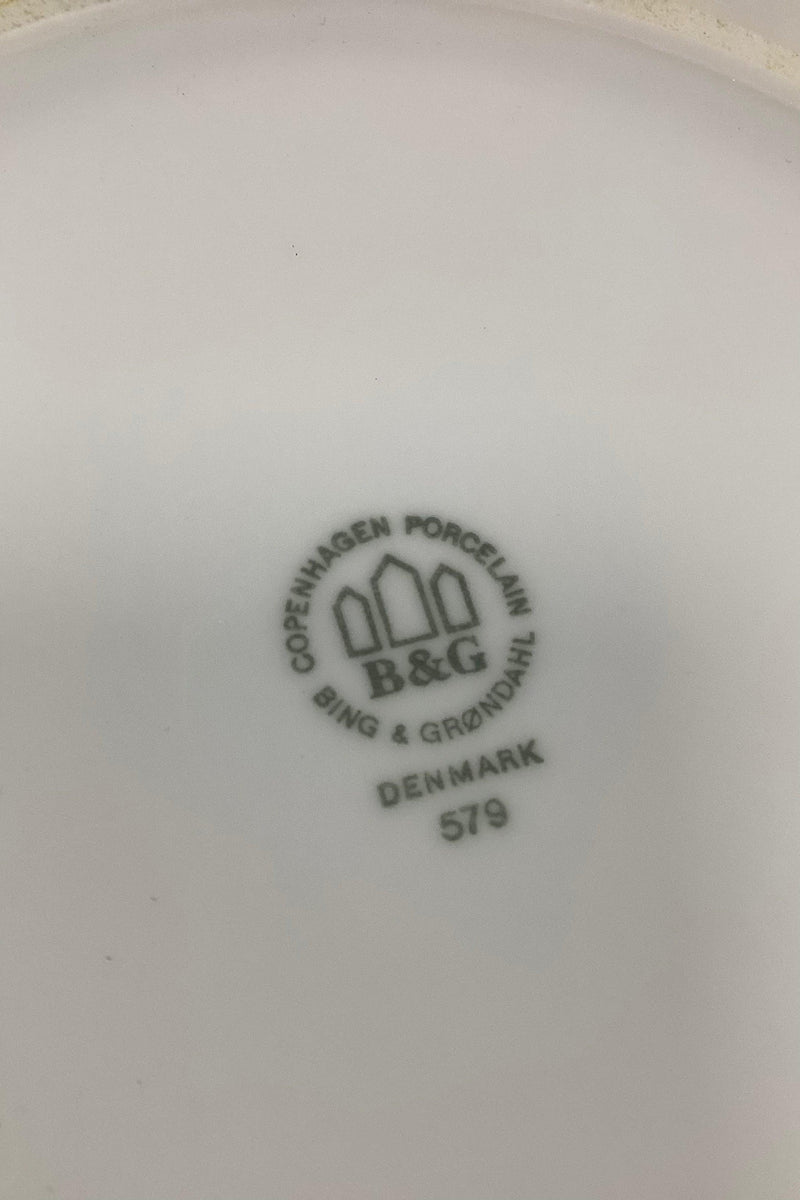 COPENHAGEN PORCELAIN
B&G
BING & GRØNDAHL
DENMARK
579